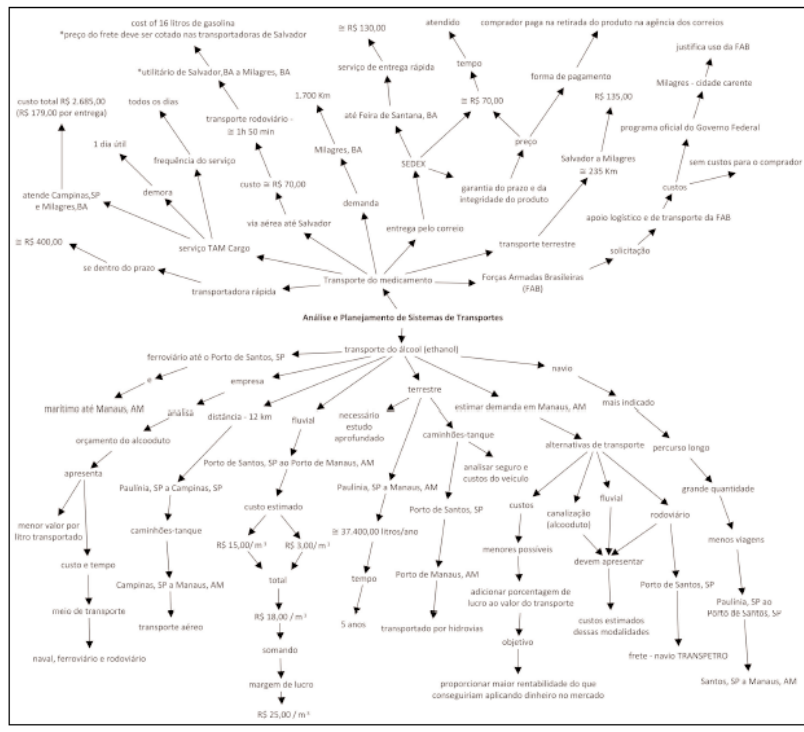 cost of 16 litros de gasolina
*preço do frete deve ser cotado nas transportadoras de Salvador
≅ R$ 130,00
atendido
comprador paga na retirada do produto na agência dos correios
justifica uso da FAB
*utilitário de Salvador,BA a Milagres, BA
serviço de entrega rápida
tempo
forma de pagamento
Milagres - cidade carente
custo total R$ 2.685,00
(R$ 179,00 por entrega)
todos os dias
1.700 Km
≅ R$ 70,00
R$ 135,00
transporte rodoviário -
≅ 1h 50 min
até Feira de Santana, BA
programa oficial do Governo Federal
1 dia útil
frequência do serviço
Milagres, BA
SEDEX
preço
Salvador a Milagres
≅ 235 Km
sem custos para o comprador
atende Campinas,SP
e Milagres,BA
demora
custo ≅ R$ 70,00
demanda
garantia do prazo e da
integridade do produto
custos
via aérea até Salvador
entrega pelo correio
apoio logístico e de transporte da FAB
≅ R$ 400,00
serviço TAM Cargo
transporte terrestre
solicitação
se dentro do prazo
Transporte do medicamento
Forças Armadas Brasileiras
(FAB)
transportadora rápida
Análise e Planejamento de Sistemas de Transportes
transporte do álcool (ethanol)
ferroviário até o Porto de Santos, SP
navio
e
empresa
terrestre
mais indicado
marítimo até Manaus, AM
analisa
distância - 12 km
fluvial
necessário
estudo
aprofundado
estimar demanda em Manaus, AM
orçamento do alcooduto
caminhões-tanque
alternativas de transporte
percurso longo
apresenta
Paulínia, SP a Campinas, SP
Porto de Santos, SP ao Porto de Manaus, AM
analisar seguro e
custos do veículo
Paulínia, SP a Manaus, AM
grande quantidade
menor valor por
litro transportado
custo estimado
Porto de Santos, SP
custos
canalização
(alcooduto)
fluvial
rodoviário
caminhões-tanque
≅ 37.400,00 litros/ano
menos viagens
R$ 15,00/ m³
R$ 3,00/ m³
menores possíveis
custo e tempo
devem apresentar
Campinas, SP a Manaus, AM
total
tempo
Porto de Manaus, AM
Porto de Santos, SP
Paulínia, SP ao
Porto de Santos, SP
adicionar porcentagem de
lucro ao valor do transporte
meio de transporte
R$ 18,00 / m³
custos estimados
dessas modalidades
transporte aéreo
5 anos
transportado por hidrovias
somando
objetivo
naval, ferroviário e rodoviário
frete - navio TRANSPETRO
margem de lucro
proporcionar maior rentabilidade do que
conseguiriam aplicando dinheiro no mercado
Santos, SP a Manaus, AM
R$ 25,00 / m³